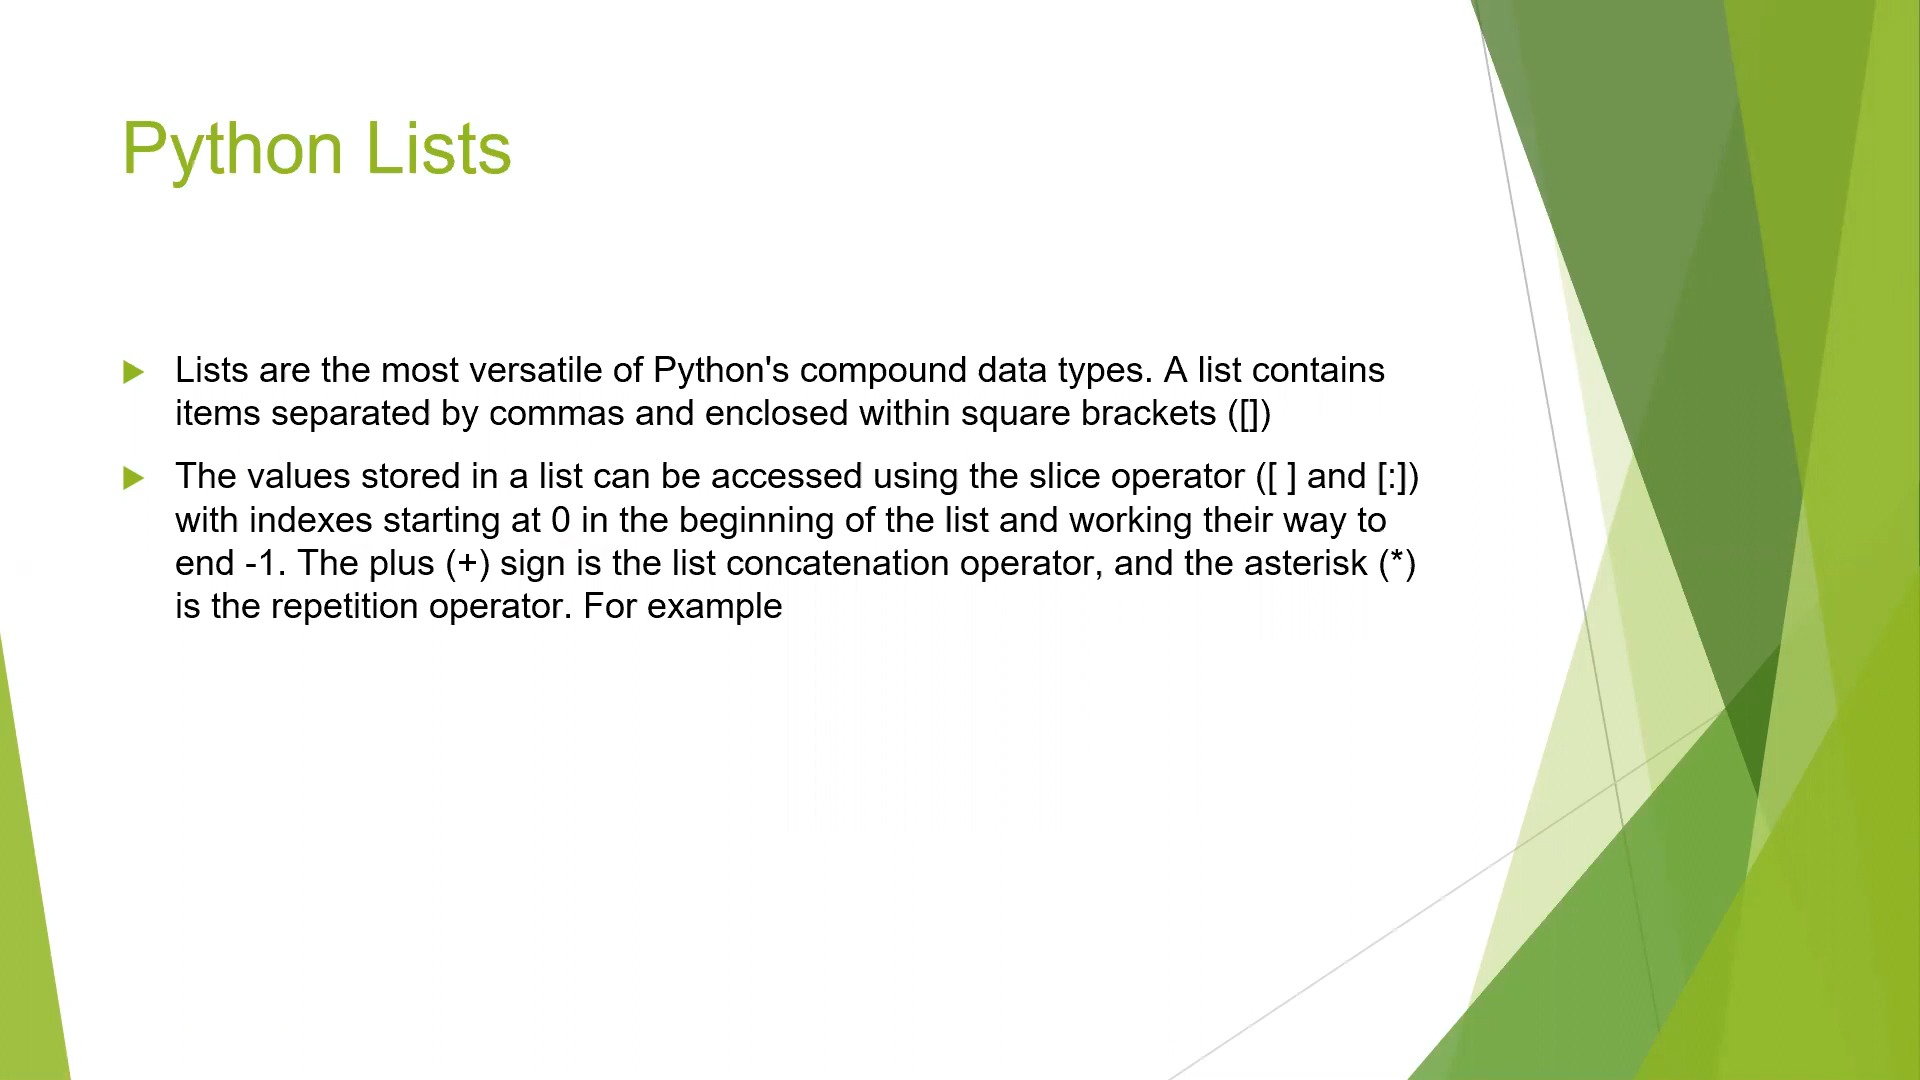 Python Lists
Lists are the most versatile of Python's compound data types. A list contains
items separated by commas and enclosed within square brackets ([])
The values stored in a list can be accessed using the slice operator ([ ] and [:])
with indexes starting at 0 in the beginning of the list and working their way to
end -1. The plus (+) sign is the list concatenation operator, and the asterisk (*)
is the repetition operator. For example